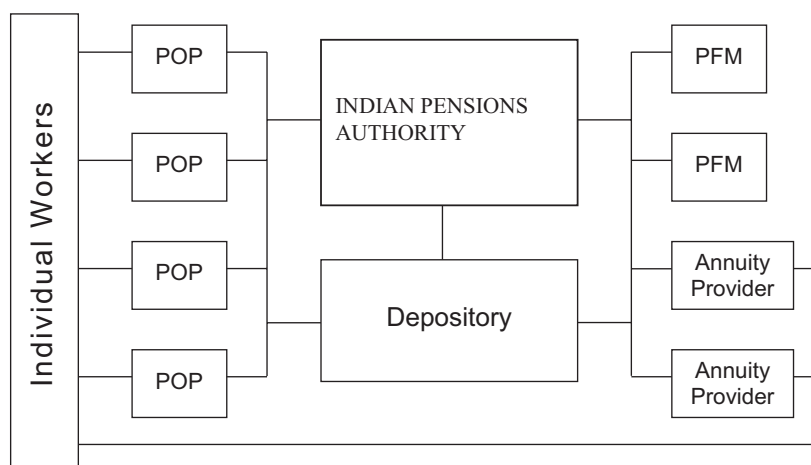 Individual Workers
POP
POP
POP
POP
INDIAN PENSIONS
AUTHORITY
Depository
PFM
PFM
Annuity
Provider
Annuity
Provider